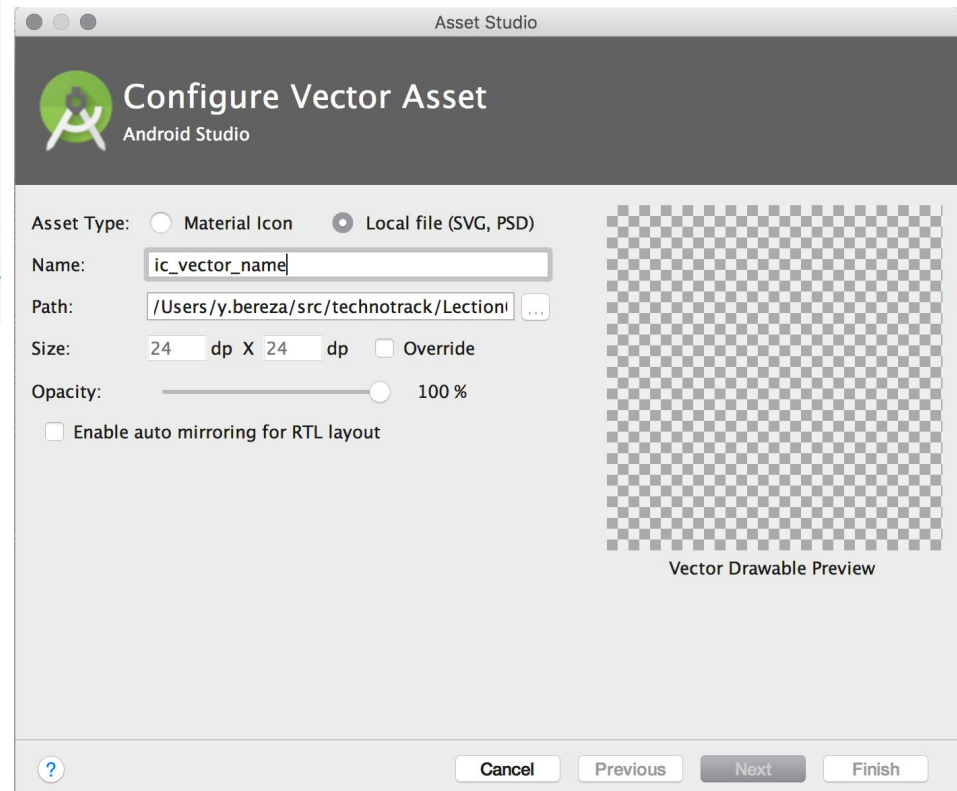 Asset Studio
Configure Vector Asset
Android Studio
Asset Type: Material Icon Local file (SVG, PSD)
Name: ic_vector_name
Path: /Users/y.bereza/src/technotrack/Lection ...
Size: 24 dp X 24 dp Override
Opacity: 100 %
Enable auto mirroring for RTL layout
Vector Drawable Preview
? Cancel Previous Next Finish